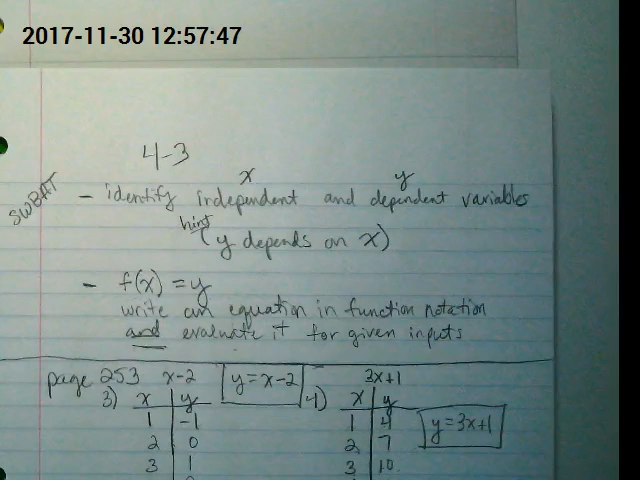 2017-11-30 12:57:47
4-3
x y
SWBAT - identify independent and dependent variables
hint
(y depends on x)
- f(x) = y
write an equation in function notation
and evaluate it for given inputs
page 253 x-2 y=x-2 3x+1
3) x y 4) x y
1 -1 1 4 y=3x+1
2 0 2 7
3 1 3 10